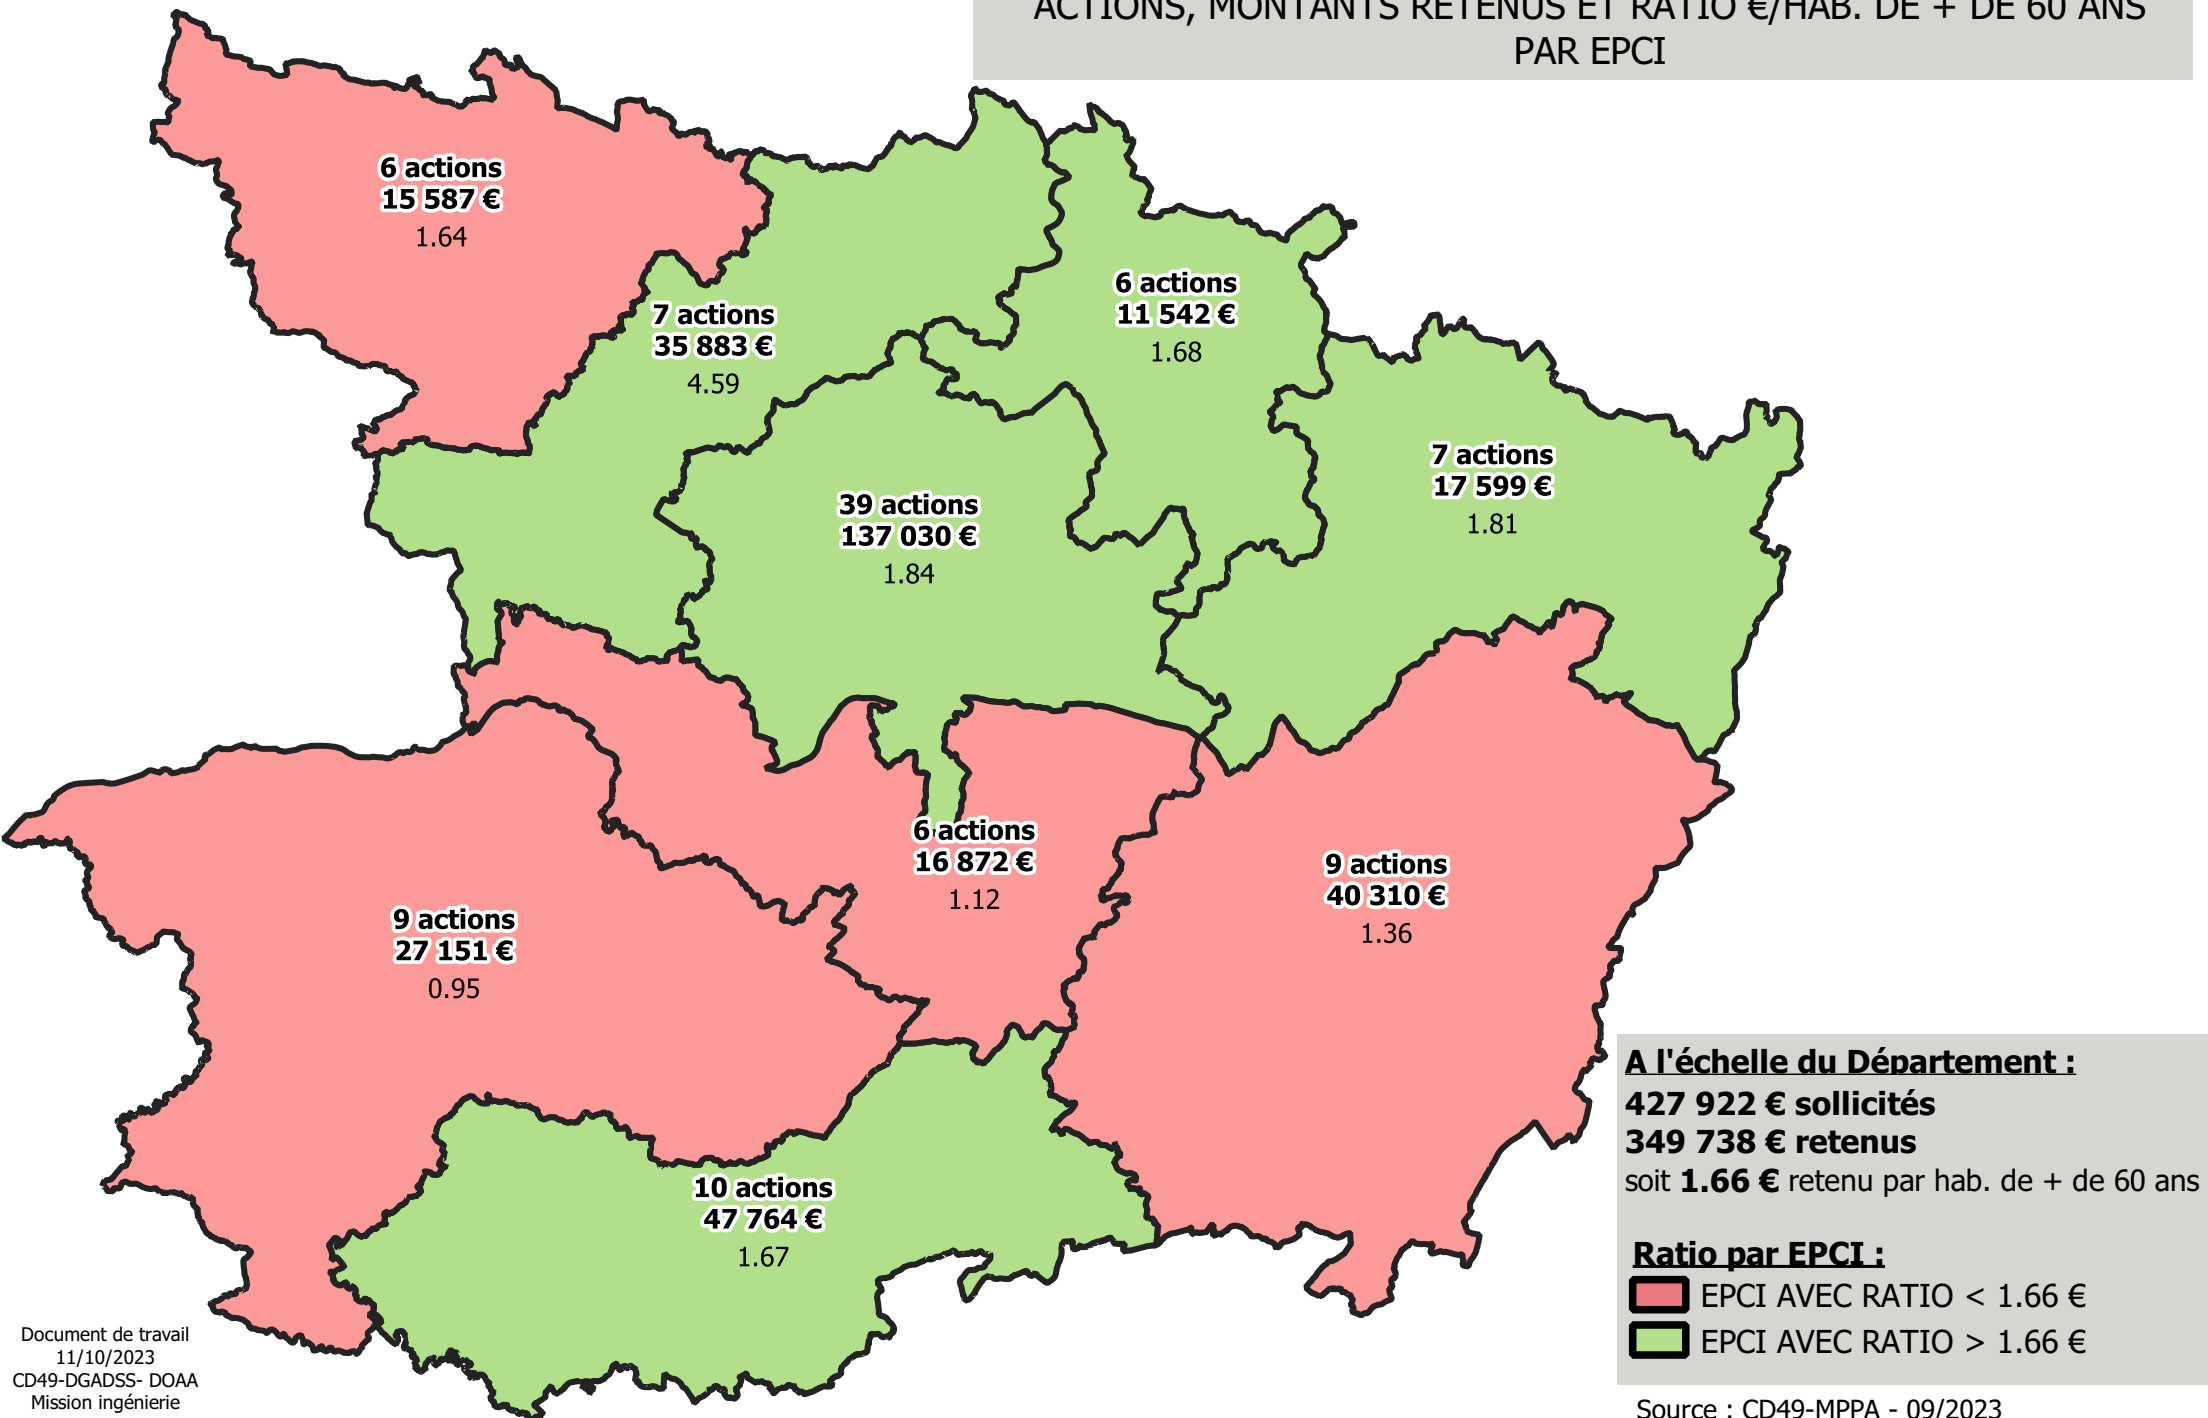 ACTIONS, MONTANTS RETENUS ET RATIO €/HAB. DE + DE 60 ANS
PAR EPCI
6 actions
15 587 €
1.64
7 actions
35 883 €
4.59
6 actions
11 542 €
1.68
7 actions
17 599 €
1.81
39 actions
137 030 €
1.84
6 actions
16 872 €
1.12
9 actions
40 310 €
1.36
9 actions
27 151 €
0.95
10 actions
47 764 €
1.67
A l'échelle du Département :
427 922 € sollicités
349 738 € retenus
soit 1.66 € retenu par hab. de + de 60 ans
Ratio par EPCI :
EPCI AVEC RATIO < 1.66 €
EPCI AVEC RATIO > 1.66 €
Source : CD49-MPPA - 09/2023
Document de travail
11/10/2023
CD49-DGADSS- DOAA
Mission ingénierie